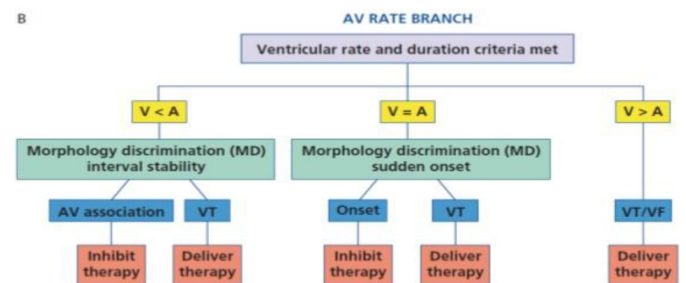 B
AV RATE BRANCH
Ventricular rate and duration criteria met
V < A
V = A
V > A
Morphology discrimination (MD)
interval stability
Morphology discrimination (MD)
sudden onset
AV association
VT
Onset
VT
VT/VF
Inhibit
therapy
Deliver
therapy
Inhibit
therapy
Deliver
therapy
Deliver
therapy